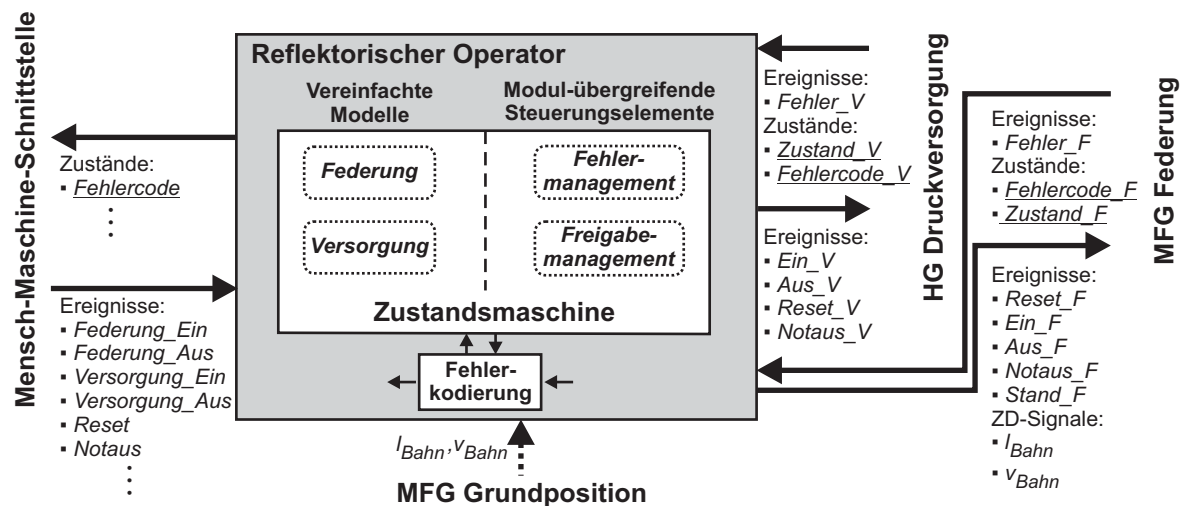 Mensch-Maschine-Schnittstelle
Zustände:
▪ Fehlercode
Ereignisse:
▪ Federung_Ein
▪ Federung_Aus
▪ Versorgung_Ein
▪ Versorgung_Aus
▪ Reset
▪ Notaus
Reflektorischer Operator
Vereinfachte
Modelle
Modul-übergreifende
Steuerungselemente
Federung
Versorgung
Fehler-
management
Freigabe-
management
Zustandsmaschine
Fehler-
kodierung
l_Bahn, v_Bahn
MFG Grundposition
Ereignisse:
▪ Fehler_V
Zustände:
▪ Zustand_V
▪ Fehlercode_V
Ereignisse:
▪ Ein_V
▪ Aus_V
▪ Reset_V
▪ Notaus_V
HG Druckversorgung
Ereignisse:
▪ Fehler_F
Zustände:
▪ Fehlercode_F
▪ Zustand_F
Ereignisse:
▪ Reset_F
▪ Ein_F
▪ Aus_F
▪ Notaus_F
▪ Stand_F
ZD-Signale:
▪ l_Bahn
▪ v_Bahn
MFG Federung